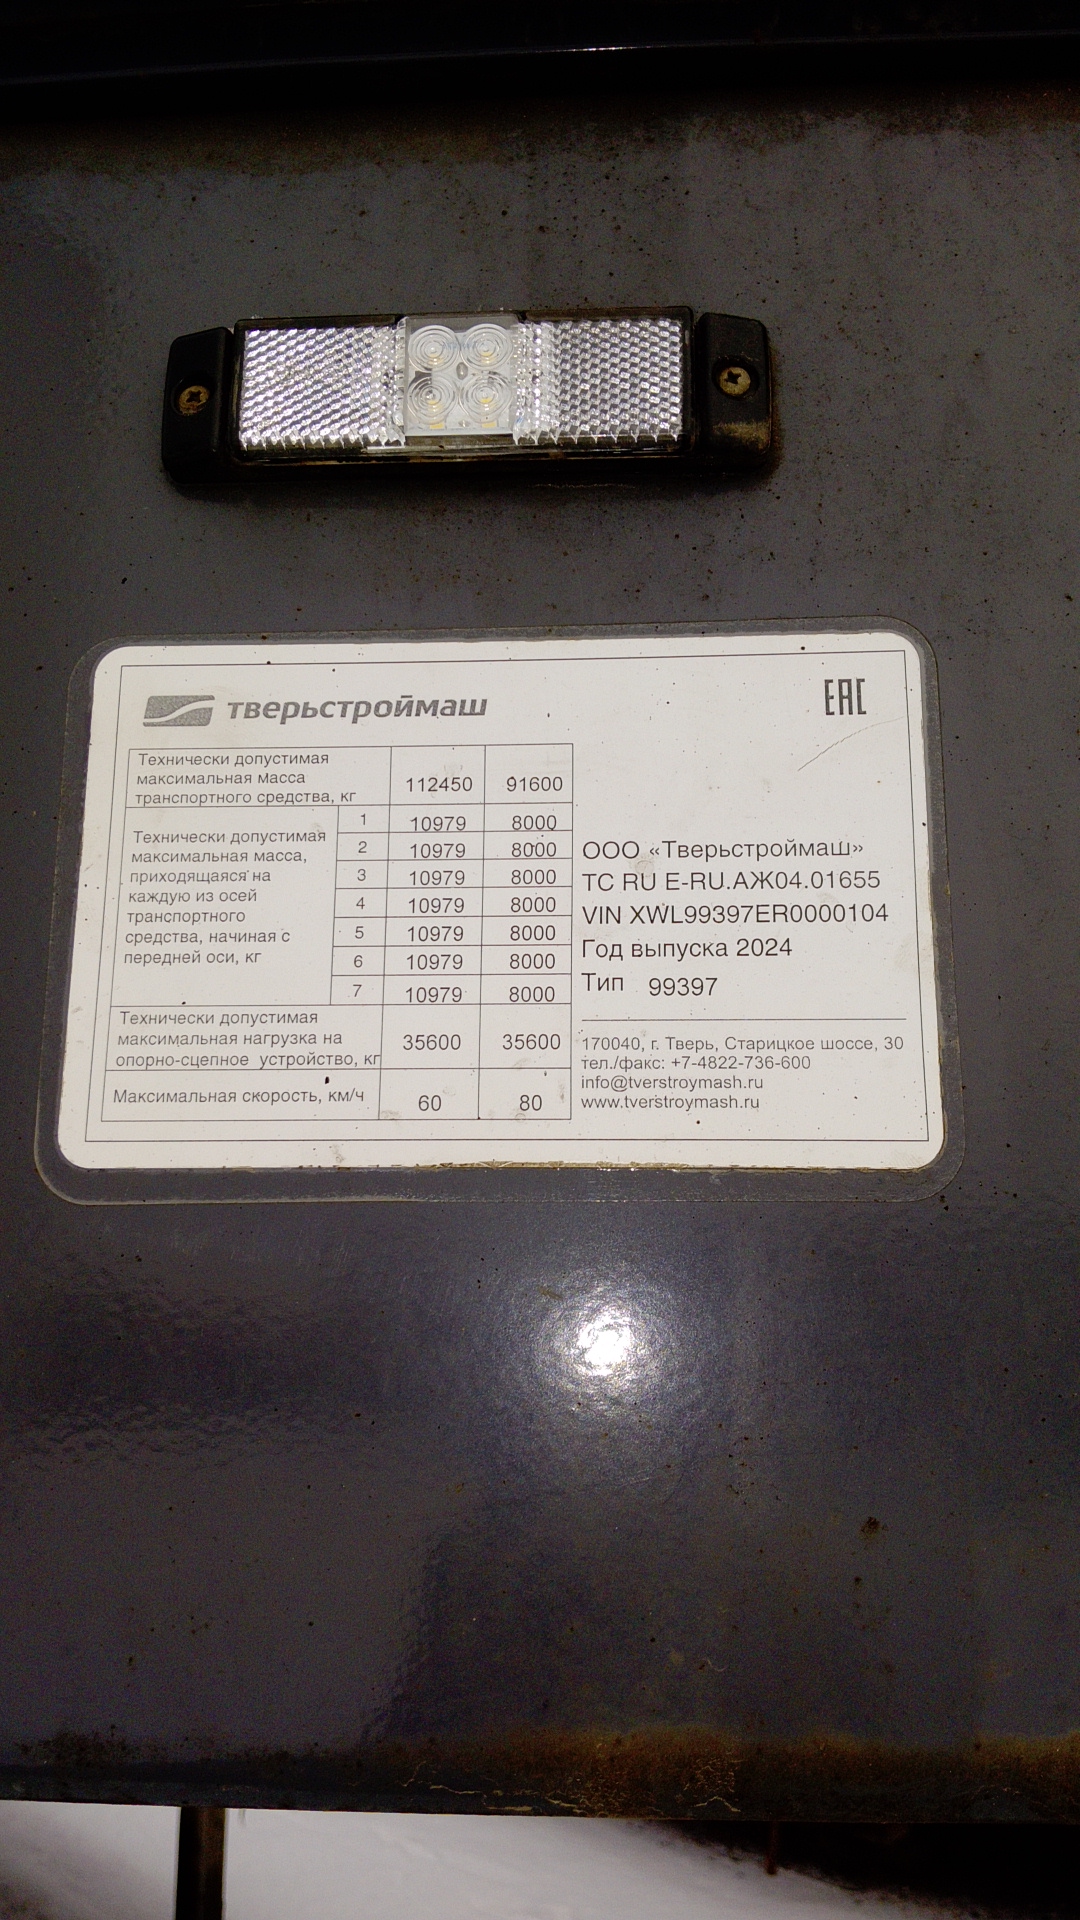 тверьстроймаш
EAC
Технически допустимая
максимальная масса
транспортного средства, кг
112450 91600
Технически допустимая
максимальная масса,
приходящаяся на
каждую из осей
транспортного
средства, начиная с
передней оси, кг
1 10979 8000
2 10979 8000
3 10979 8000
4 10979 8000
5 10979 8000
6 10979 8000
7 10979 8000
Технически допустимая
максимальная нагрузка на
опорно-сцепное устройство, кг
35600 35600
Максимальная скорость, км/ч
60 80
ООО «Тверьстроймаш»
ТС RU E-RU.АЖ04.01655
VIN XWL99397ER0000104
Год выпуска 2024
Тип 99397
170040, г. Тверь, Старицкое шоссе, 30
тел./факс: +7-4822-736-600
info@tverstroymash.ru
www.tverstroymash.ru